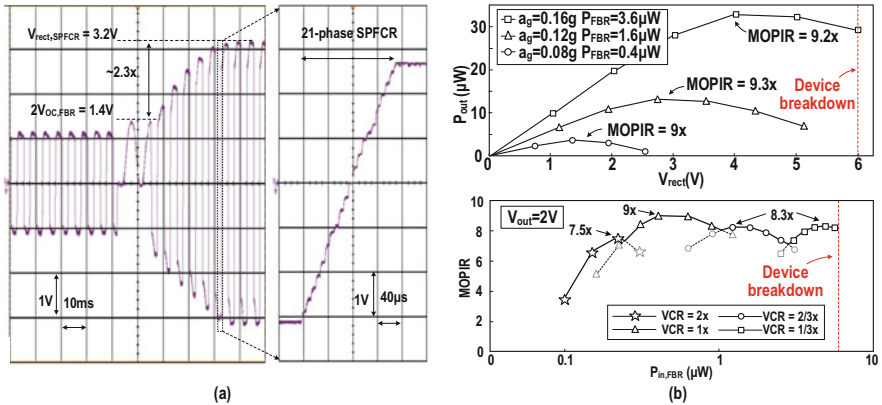 V_rect,SPFCR = 3.2V
~2.3x
2V_OC,FBR = 1.4V
1V
10ms
21-phase SPFCR
1V
40µs
(a)
P_out (µW)
30
20
10
0
a_g=0.16g P_FBR=3.6µW
a_g=0.12g P_FBR=1.6µW
a_g=0.08g P_FBR=0.4µW
MOPIR = 9.2x
MOPIR = 9.3x
MOPIR = 9x
Device breakdown
0 1 2 3 4 5 6
V_rect(V)
MOPIR
10
8
6
4
2
0
V_out=2V
7.5x
9x
8.3x
Device breakdown
VCR = 2x
VCR = 2/3x
VCR = 1x
VCR = 1/3x
0.1 1 10
P_in,FBR (µW)
(b)